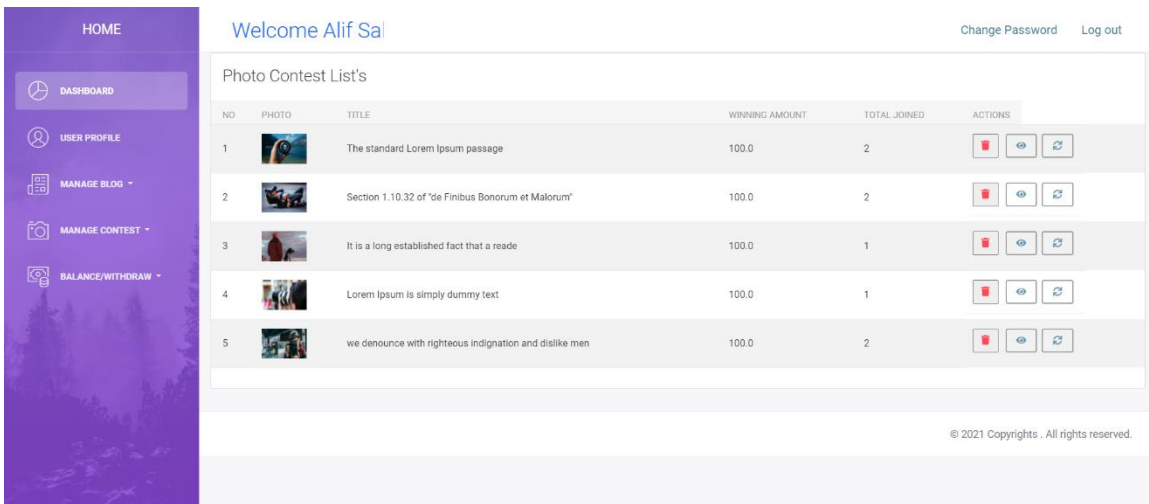 HOME
Welcome Alif Sal
Change Password Log out
DASHBOARD
USER PROFILE
MANAGE BLOG
MANAGE CONTEST
BALANCE/WITHDRAW
Photo Contest List's
NO PHOTO TITLE WINNING AMOUNT TOTAL JOINED ACTIONS
1 The standard Lorem Ipsum passage 100.0 2
2 Section 1.10.32 of "de Finibus Bonorum et Malorum" 100.0 2
3 It is a long established fact that a reade 100.0 1
4 Lorem Ipsum is simply dummy text 100.0 1
5 we denounce with righteous indignation and dislike men 100.0 2
© 2021 Copyrights . All rights reserved.